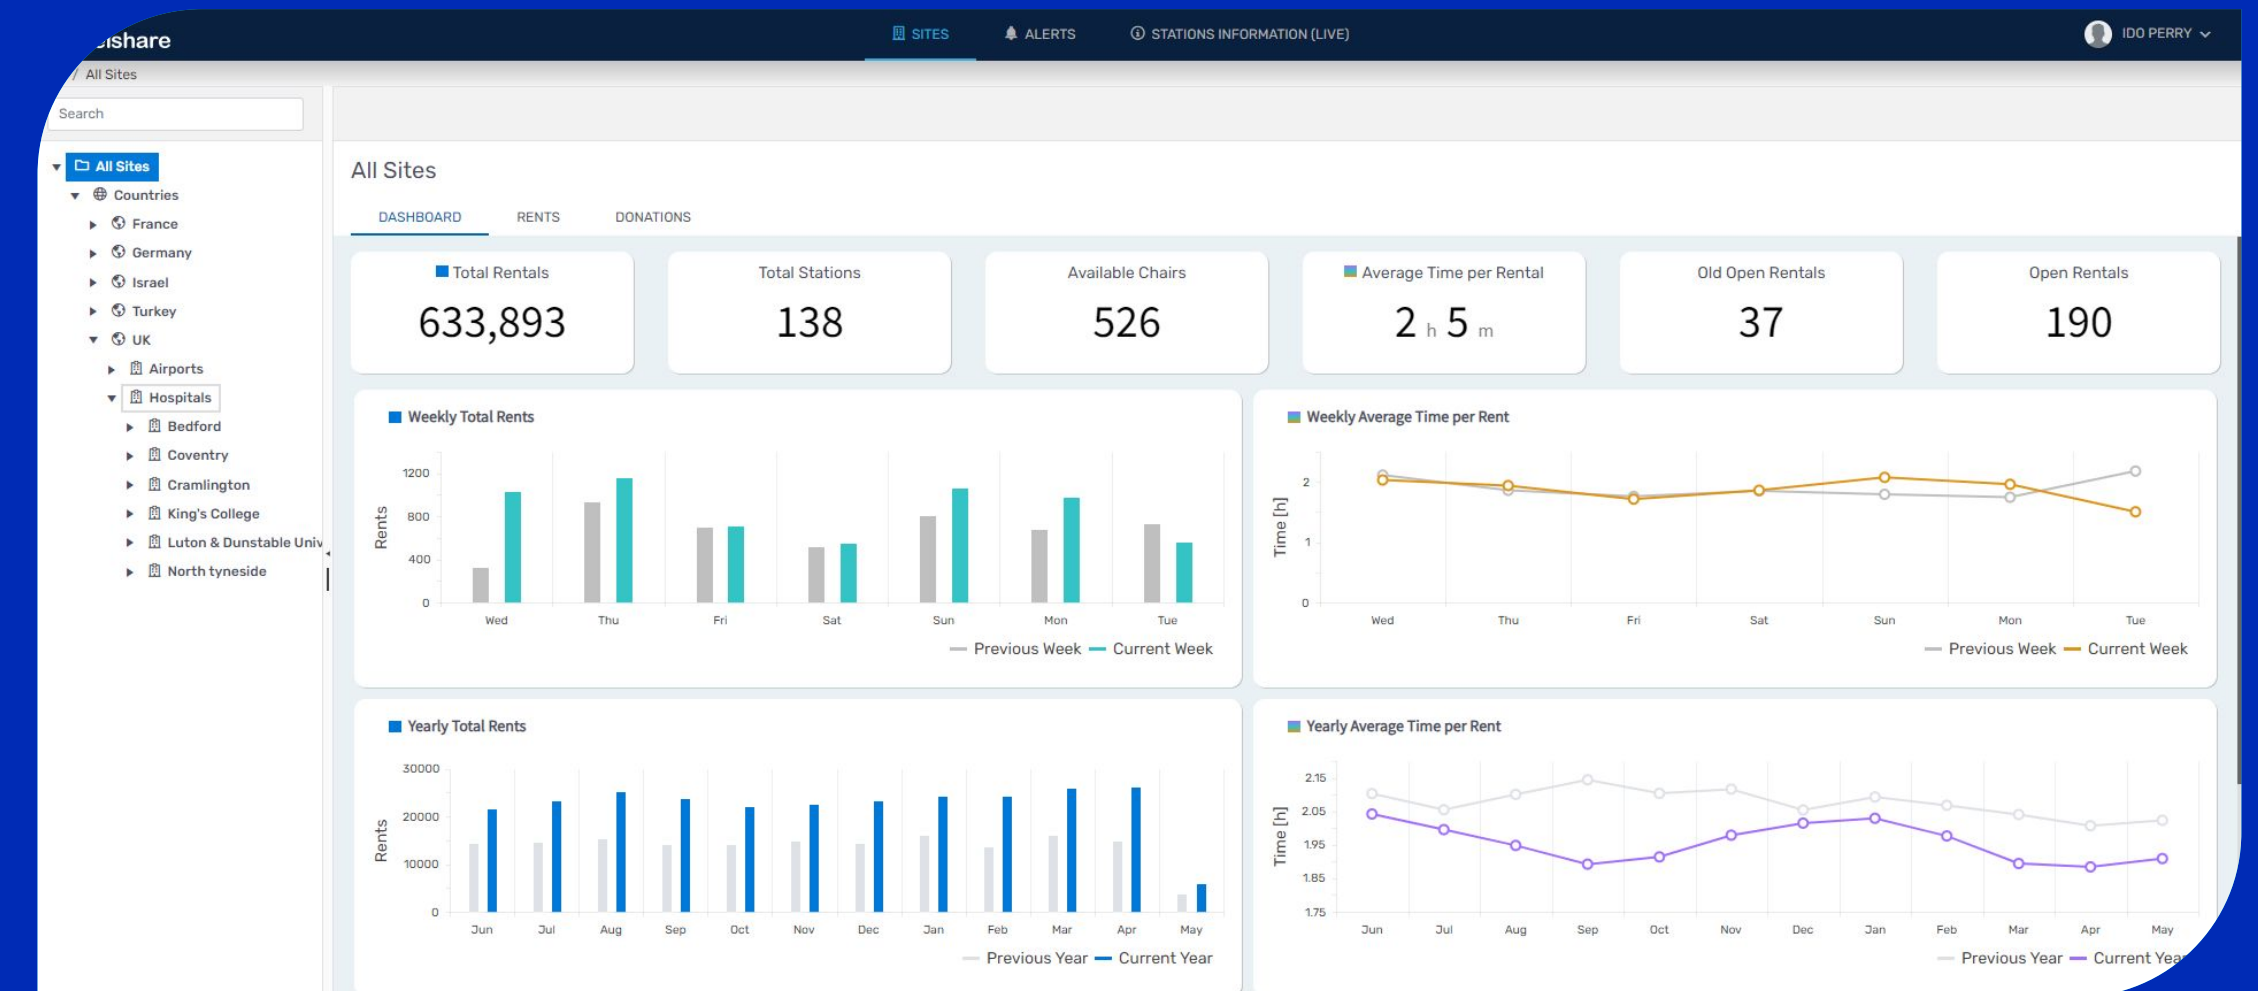 SITES
ALERTS
STATIONS INFORMATION (LIVE)
IDO PERRY
/ All Sites
Search
All Sites
Countries
France
Germany
Israel
Turkey
UK
Airports
Hospitals
Bedford
Coventry
Cramlington
King's College
Luton & Dunstable Univ
North tyneside
All Sites
DASHBOARD
RENTS
DONATIONS
Total Rentals
633,893
Total Stations
138
Available Chairs
526
Average Time per Rental
2 h 5 m
Old Open Rentals
37
Open Rentals
190
Weekly Total Rents
Rents
1200
800
400
0
Wed Thu Fri Sat Sun Mon Tue
Previous Week Current Week
Weekly Average Time per Rent
Time [h]
2
1
0
Wed Thu Fri Sat Sun Mon Tue
Previous Week Current Week
Yearly Total Rents
Rents
30000
20000
10000
0
Jun Jul Aug Sep Oct Nov Dec Jan Feb Mar Apr May
Previous Year Current Year
Yearly Average Time per Rent
Time [h]
2.15
2.05
1.95
1.85
1.75
Jun Jul Aug Sep Oct Nov Dec Jan Feb Mar Apr May
Previous Year Current Yea